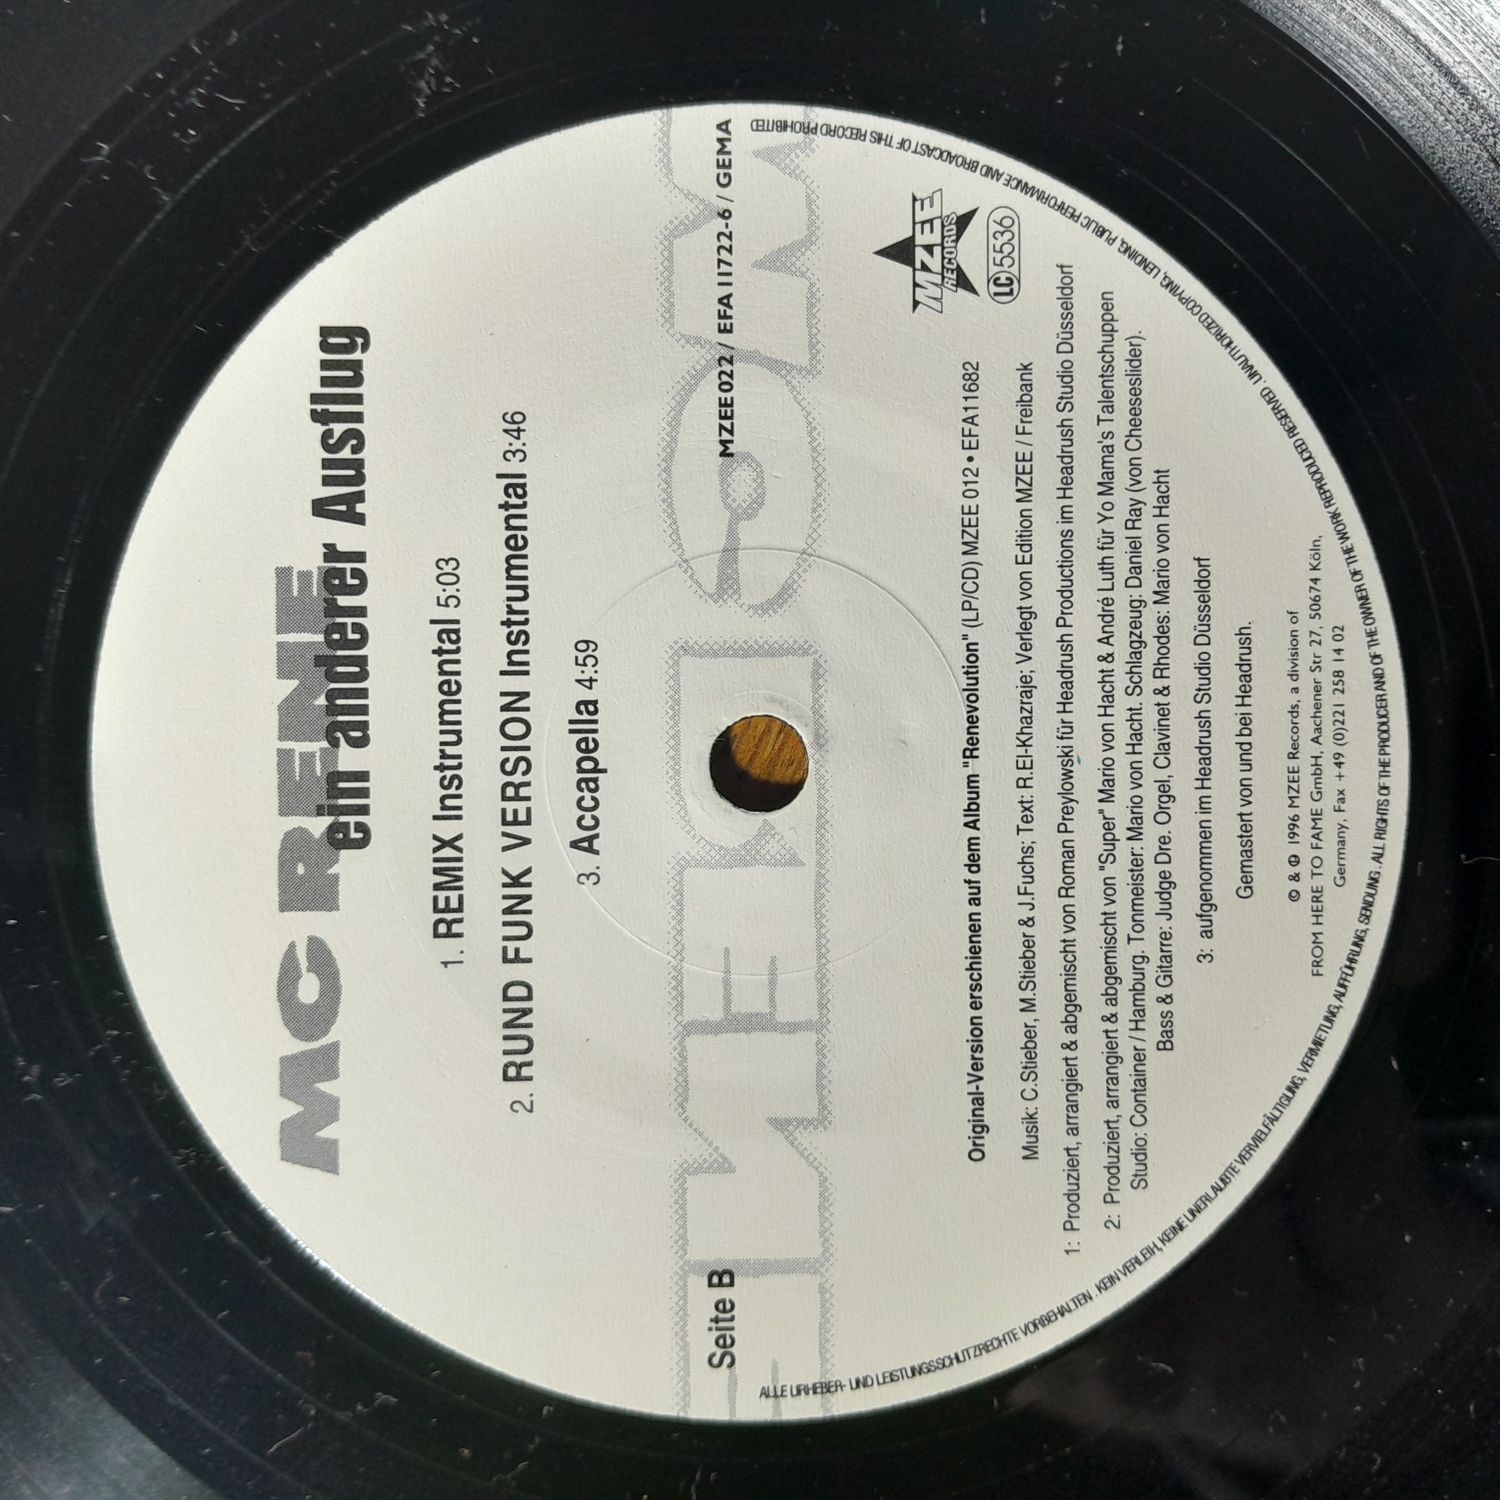 MC RENE
ein anderer Ausflug
1. REMIX Instrumental 5:03
2. RUND FUNK VERSION Instrumental 3:46
3. Accapella 4:59
Seite B
MZEE 022 / EFA 11722-6 / GEMA
MZEE
RECORDS
LC 5536
Original-Version erschienen auf dem Album "Renevolution" (LP/CD) MZEE 012 • EFA11682
Musik: C.Stieber, M.Stieber & J.Fuchs; Text: R.El-Khazraje; Verlegt von Edition MZEE / Freibank
1: Produziert, arrangiert & abgemischt von Roman Preylowski für Headrush Productions im Headrush Studio Düsseldorf
2: Produziert, arrangiert & abgemischt von "Super" Mario von Hacht & André Luth für Yo Mama's Talentschuppen
Studio: Container / Hamburg. Tonmeister: Mario von Hacht. Schlagzeug: Daniel Ray (von Cheeseslider).
Bass & Gitarre: Judge Dre. Orgel, Clavinet & Rhodes: Mario von Hacht
3: aufgenommen im Headrush Studio Düsseldorf
Gemastert von und bei Headrush.
© & ℗ 1996 MZEE Records, a division of
FROM HERE TO FAME GmbH, Aachener Str 27, 50674 Köln,
Germany, Fax +49 (0)221 258 14 02
ALLE URHEBER- UND LEISTUNGSSCHUTZRECHTE VORBEHALTEN . KEIN VERLEIH, KEINE UNERLAUBTE VERVIELFÄLTIGUNG, VERMIETUNG, AUFFÜHRUNG, SENDUNG. ALL RIGHTS OF THE PRODUCER AND OF THE OWNER OF THE WORK REPRODUCED RESERVED . UNAUTHORIZED COPYING, LENDING, PUBLIC PERFORMANCE AND BROADCAST OF THIS RECORD PROHIBITED